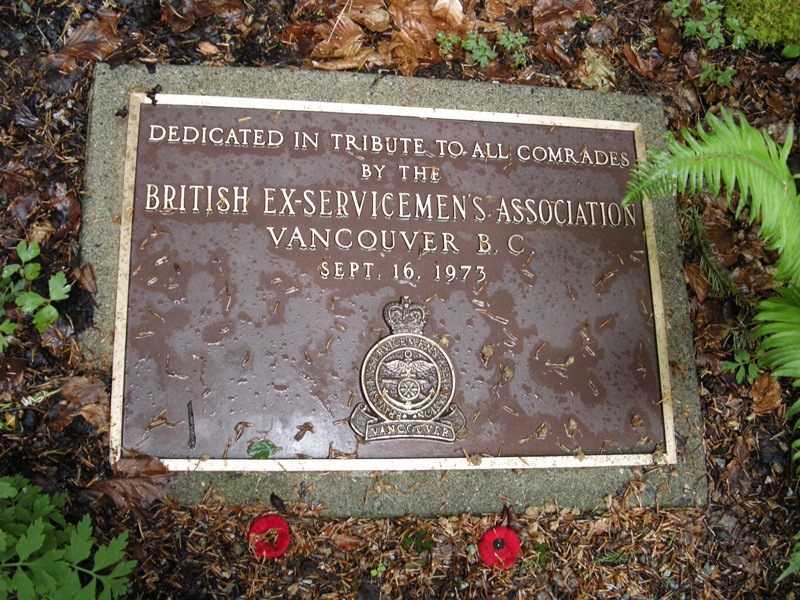 DEDICATED IN TRIBUTE TO ALL COMRADES
BY THE
BRITISH EX-SERVICEMEN'S ASSOCIATION
VANCOUVER B.C.
SEPT. 16, 1973
VANCOUVER